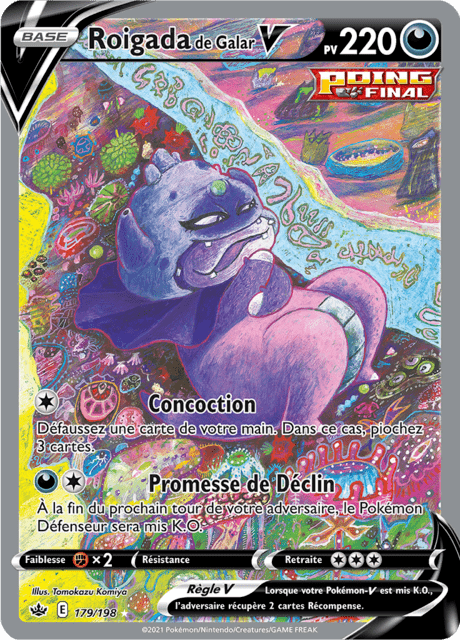 BASE
Roigada de Galar V
PV 220
POING
FINAL
Concoction
Défaussez une carte de votre main. Dans ce cas, piochez
3 cartes.
Promesse de Déclin
À la fin du prochain tour de votre adversaire, le Pokémon
Défenseur sera mis K.O.
Faiblesse ×2 Résistance Retraite
Illus. Tomokazu Komiya
Règle V
Lorsque votre Pokémon-V est mis K.O.,
l'adversaire récupère 2 cartes Récompense.
E 179/198
©2021 Pokémon/Nintendo/Creatures/GAME FREAK